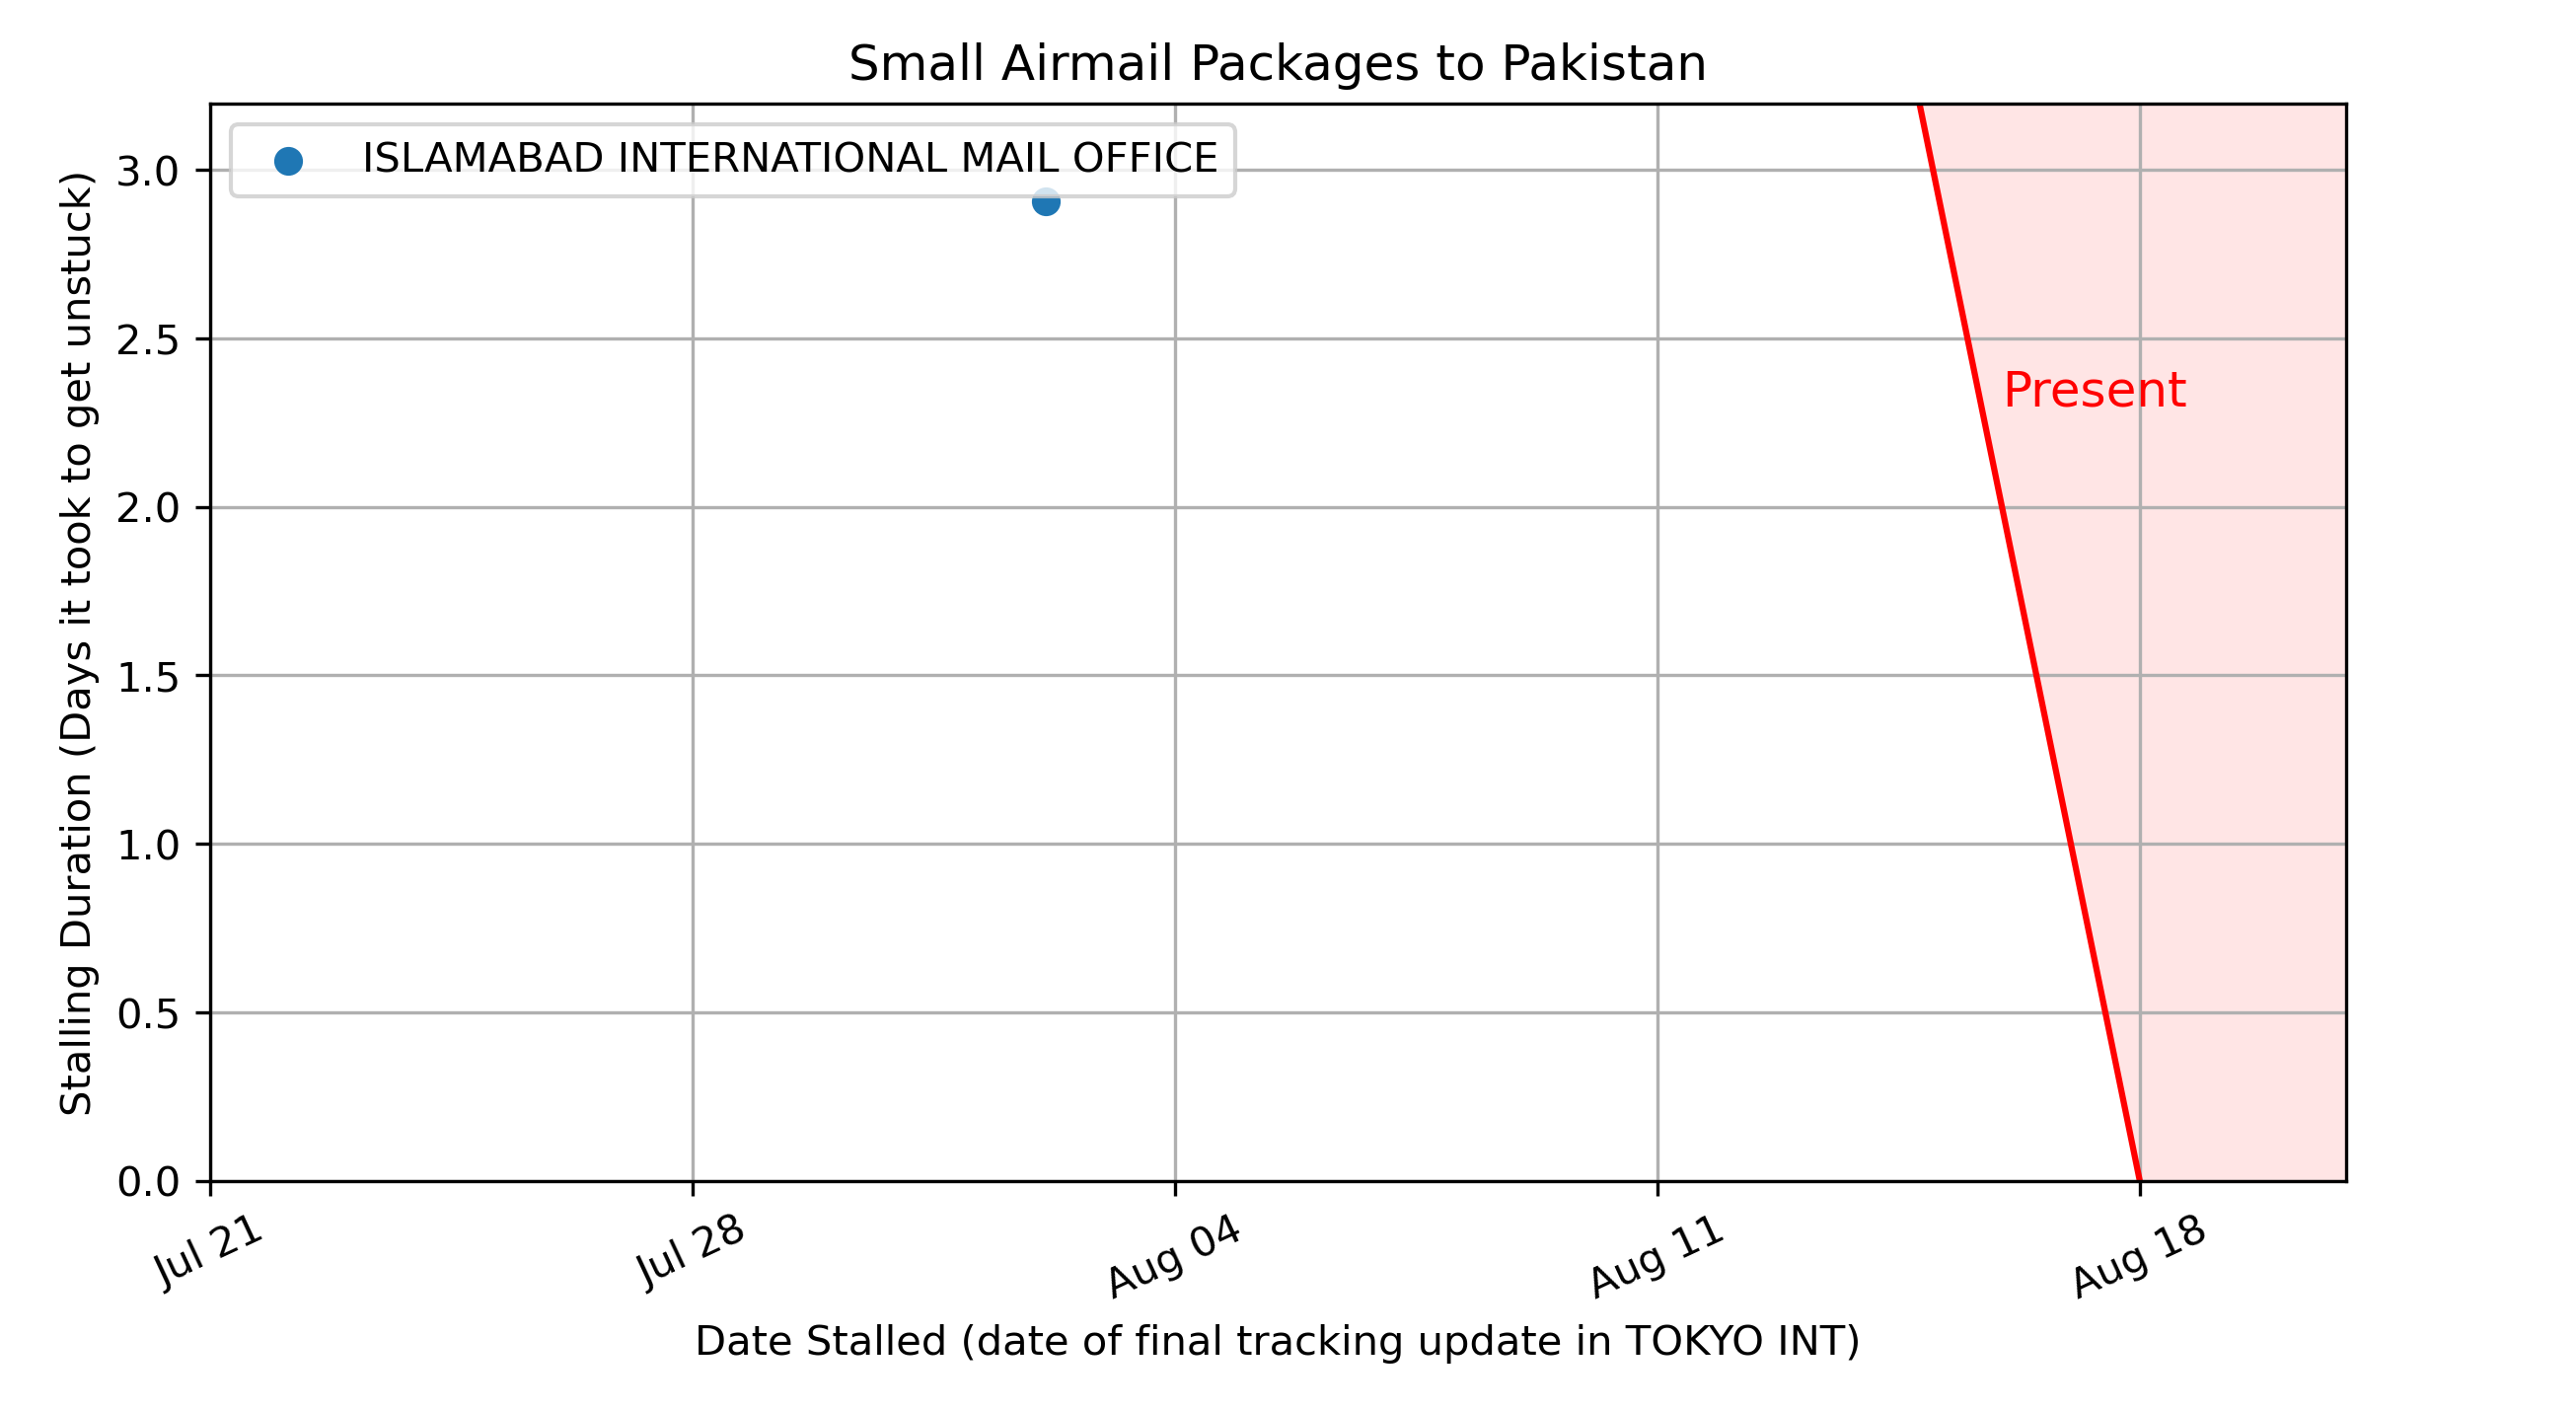 Small Airmail Packages to Pakistan
ISLAMABAD INTERNATIONAL MAIL OFFICE
Stalling Duration (Days it took to get unstuck)
3.0
2.5
2.0
1.5
1.0
0.5
0.0
Present
Jul 21
Jul 28
Aug 04
Aug 11
Aug 18
Date Stalled (date of final tracking update in TOKYO INT)